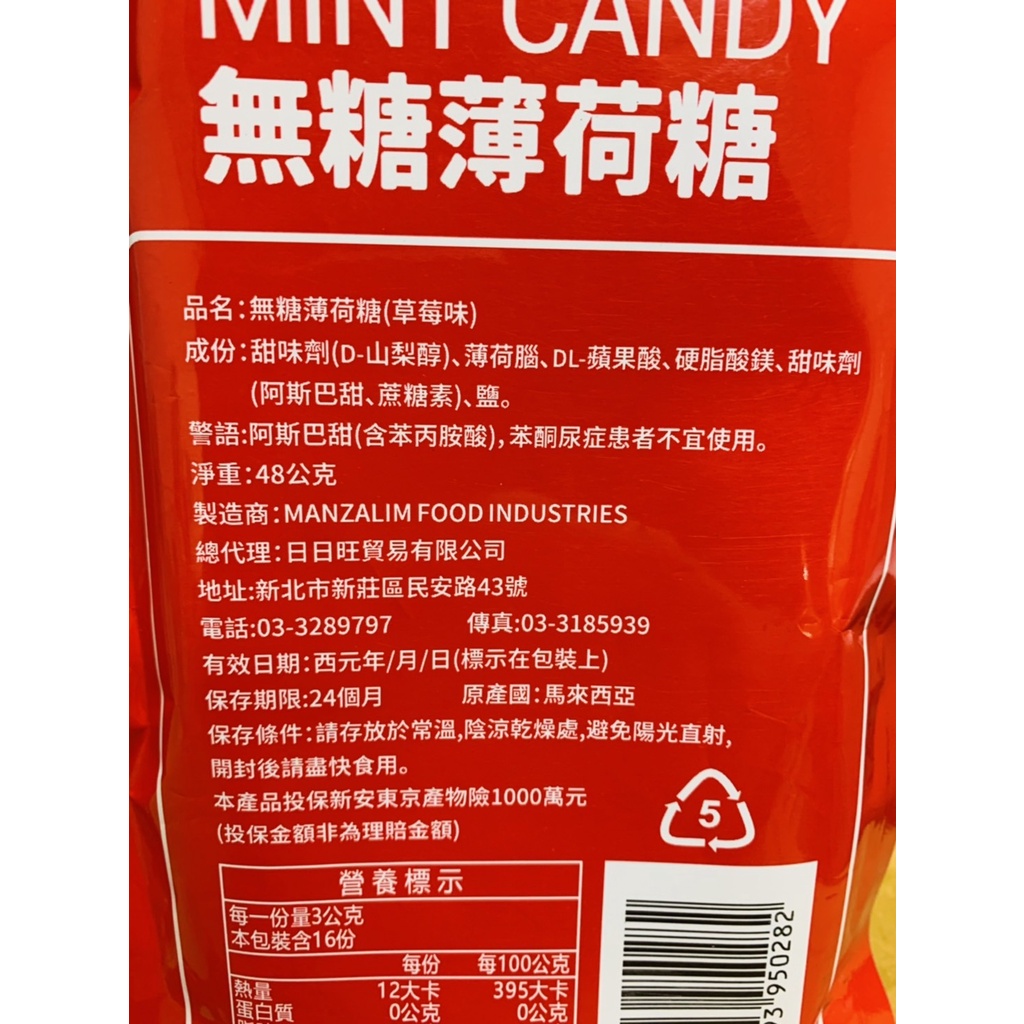 MINT CANDY
無糖薄荷糖
品名：無糖薄荷糖(草莓味)
成份：甜味劑(D-山梨醇)、薄荷腦、DL-蘋果酸、硬脂酸鎂、甜味劑
(阿斯巴甜、蔗糖素)、鹽。
警語:阿斯巴甜(含苯丙胺酸)，苯酮尿症患者不宜使用。
淨重：48公克
製造商：MANZALIM FOOD INDUSTRIES
總代理：日日旺貿易有限公司
地址:新北市新莊區民安路43號
電話:03-3289797 傳真:03-3185939
有效日期：西元年/月/日(標示在包裝上)
保存期限:24個月 原產國：馬來西亞
保存條件：請存放於常溫,陰涼乾燥處,避免陽光直射,
開封後請盡快食用。
本產品投保新安東京產物險1000萬元
(投保金額非為理賠金額)
5
營養標示
每一份量3公克
本包裝含16份
每份 每100公克
熱量 12大卡 395大卡
蛋白質 0公克 0公克
950282